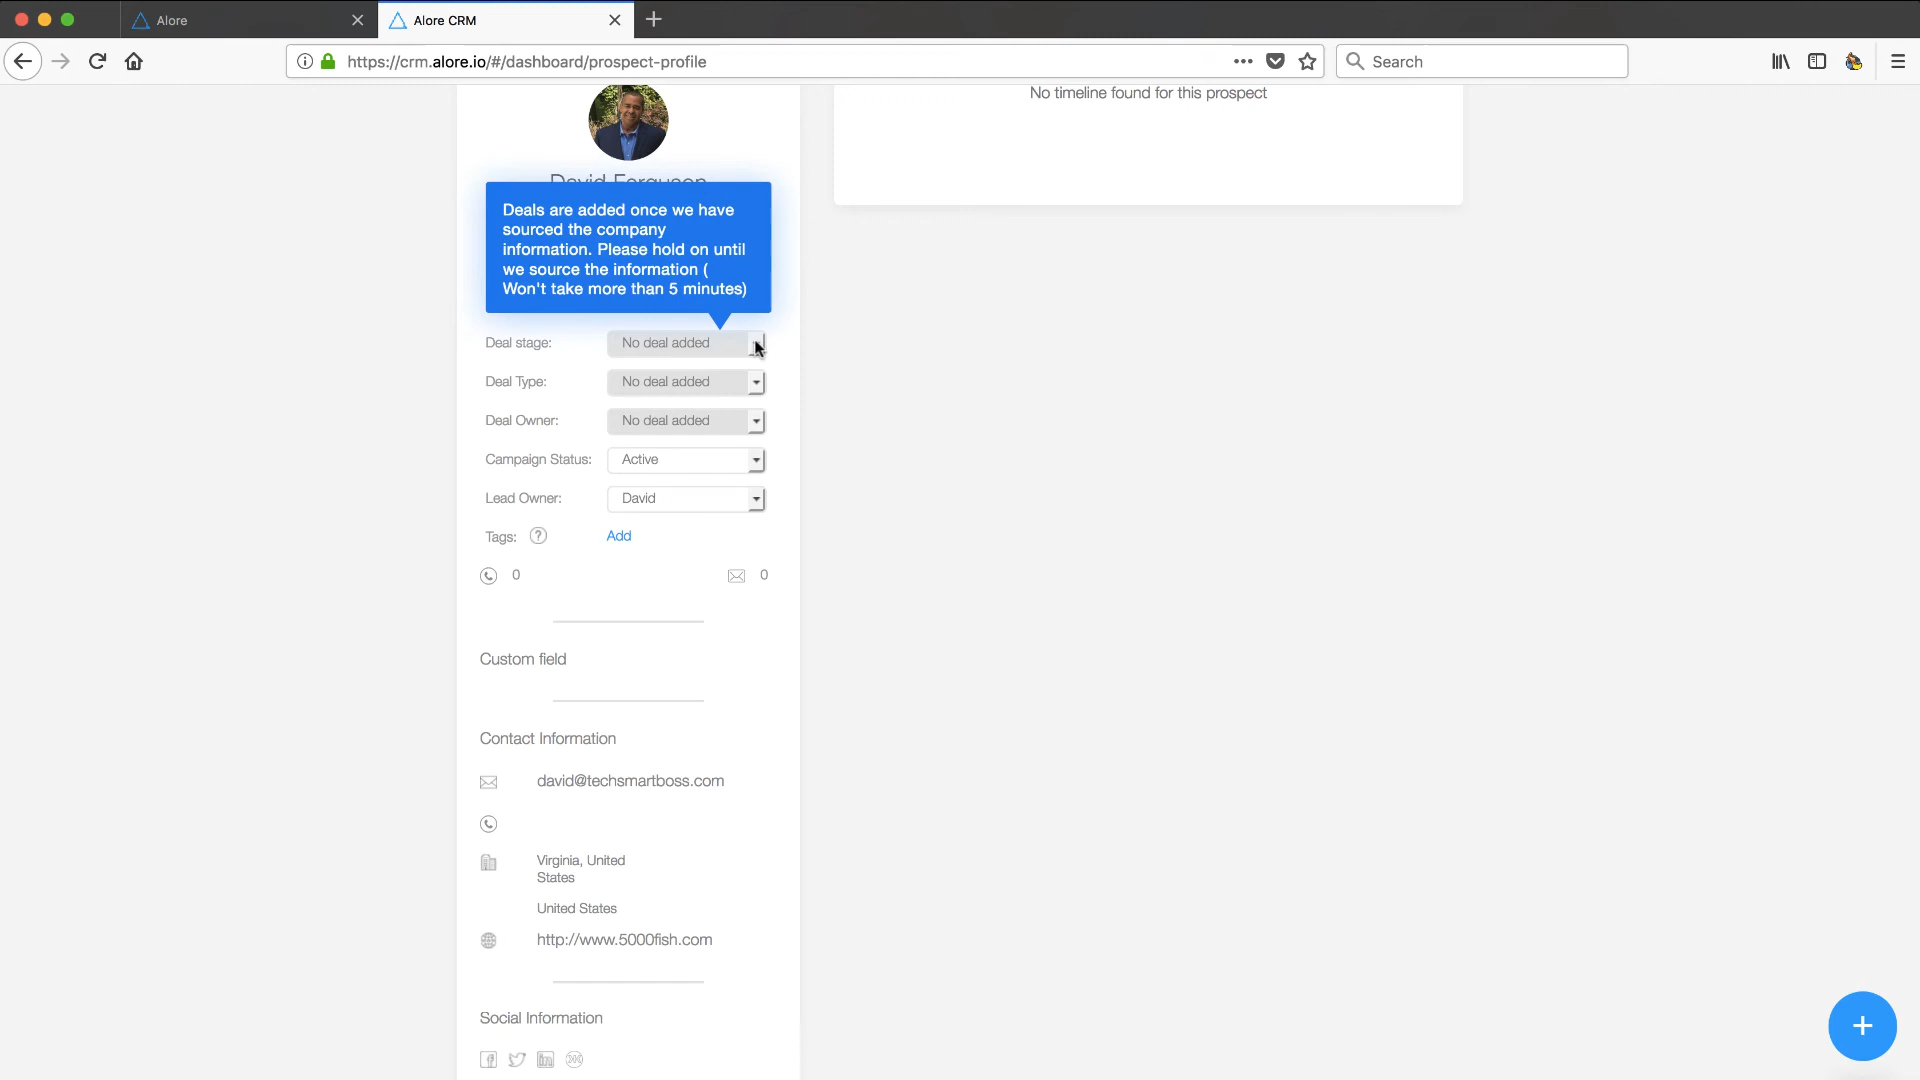 Alore
Alore CRM
https://crm.alore.io/#/dashboard/prospect-profile
Search
No timeline found for this prospect
David Ferguson
Deals are added once we have
sourced the company
information. Please hold on until
we source the information (
Won't take more than 5 minutes)
Deal stage: No deal added
Deal Type: No deal added
Deal Owner: No deal added
Campaign Status: Active
Lead Owner: David
Tags: ? Add
0 0
Custom field
Contact Information
david@techsmartboss.com
Virginia, United
States
United States
http://www.5000fish.com
Social Information